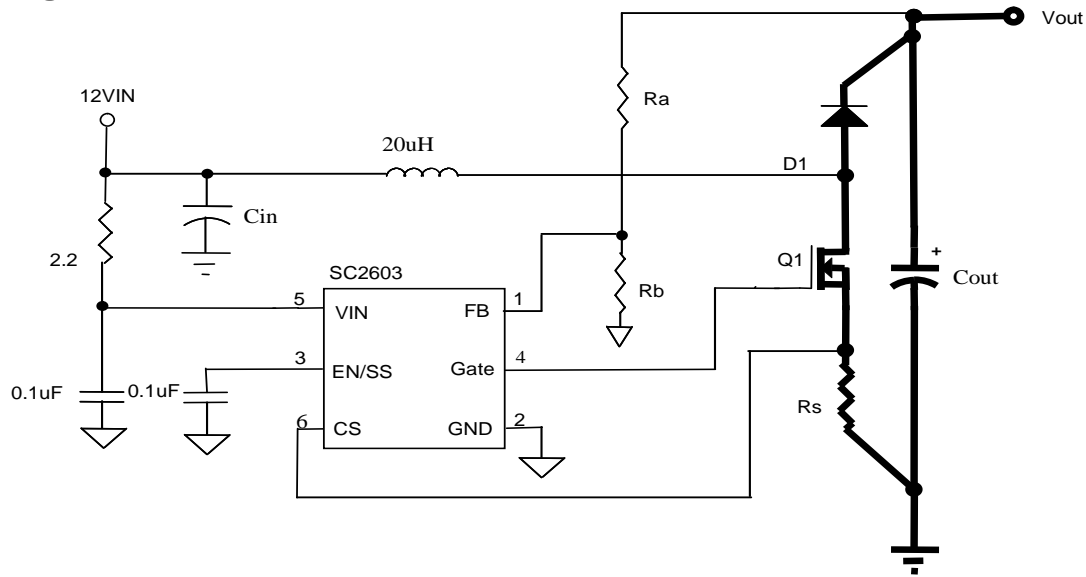 Vout
Ra
12VIN
20uH
D1
Cin
2.2
Q1
+
Cout
SC2603
Rb
5
VIN
FB
1
3
EN/SS
Gate
4
0.1uF
0.1uF
Rs
6
CS
GND
2